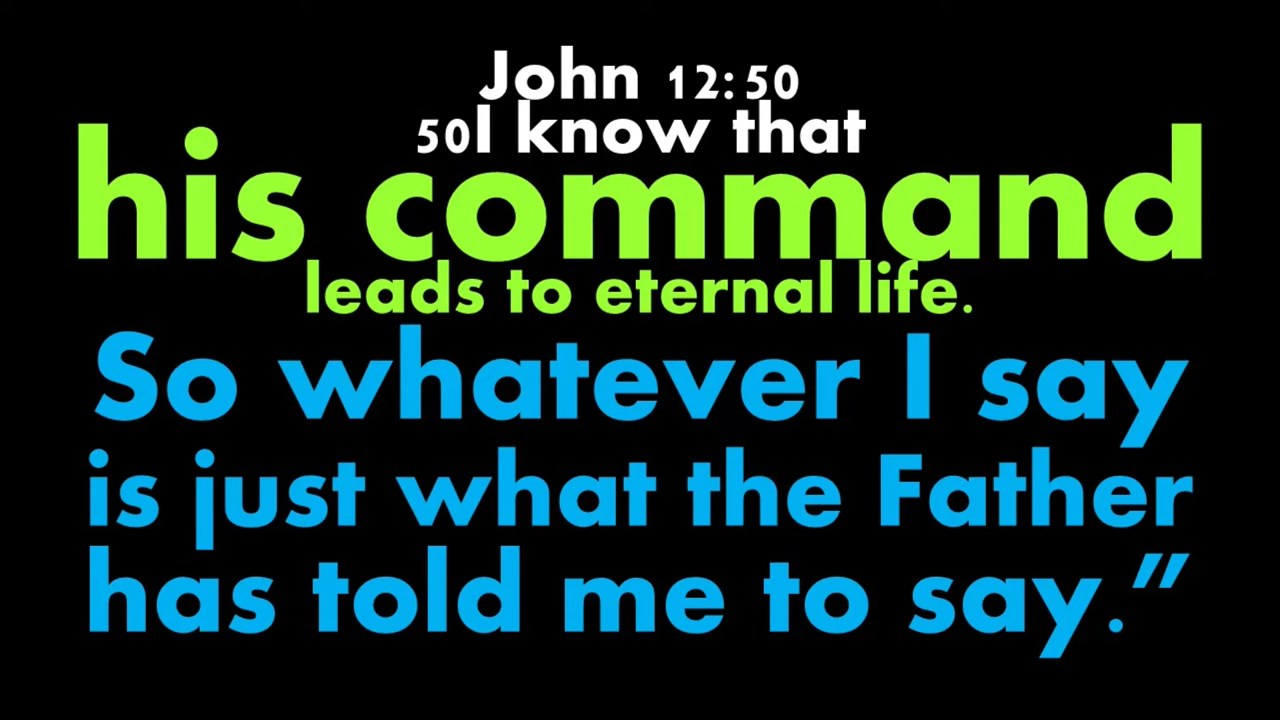 John 12:50
50I know that
his command
leads to eternal life.
So whatever I say
is just what the Father
has told me to say.”